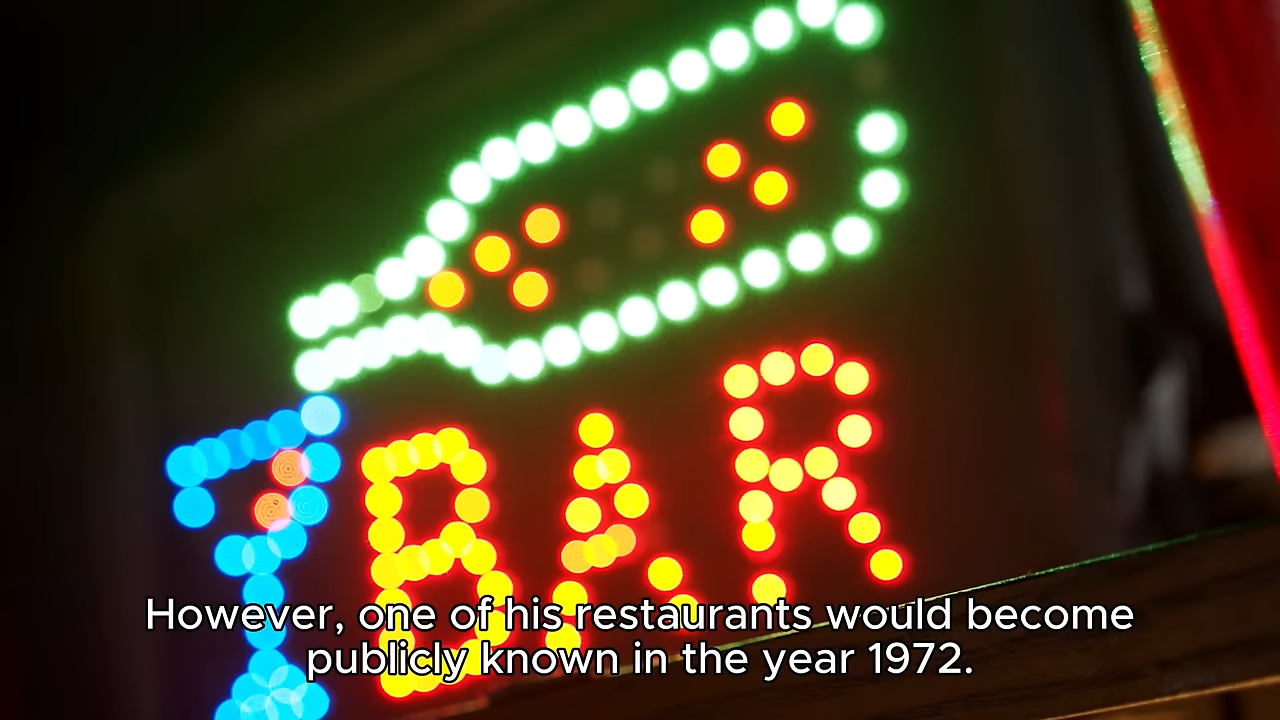 BAR
However, one of his restaurants would become
publicly known in the year 1972.